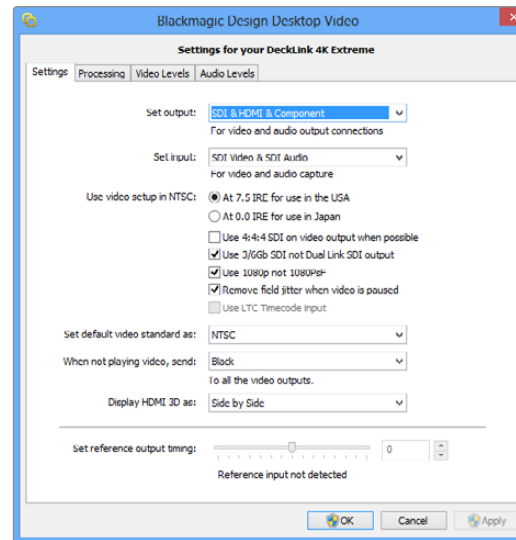 Blackmagic Design Desktop Video
Settings for your DeckLink 4K Extreme
Settings Processing Video Levels Audio Levels
Set output: SDI & HDMI & Component
For video and audio output connections
Set input: SDI Video & SDI Audio
For video and audio capture
Use video setup in NTSC: At 7.5 IRE for use in the USA
At 0.0 IRE for use in Japan
Use 4:4:4 SDI on video output when possible
Use 3/6Gb SDI not Dual Link SDI output
Use 1080p not 1080PsF
Remove field jitter when video is paused
Use LTC Timecode input
Set default video standard as: NTSC
When not playing video, send: Black
To all the video outputs.
Display HDMI 3D as: Side by Side
Set reference output timing: 0
Reference input not detected
OK Cancel Apply